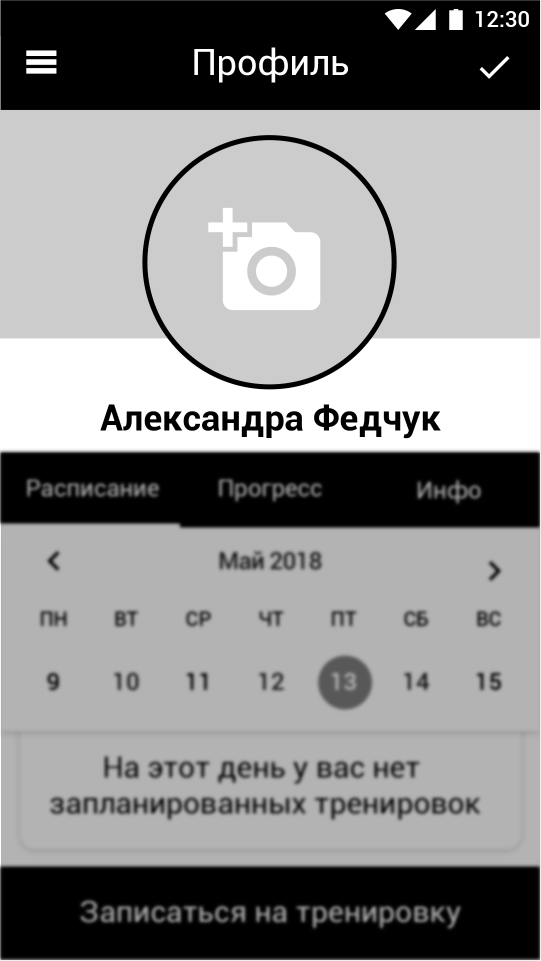 12:30
Профиль
Александра Федчук
Расписание Прогресс Инфо
Май 2018
ПН ВТ СР ЧТ ПТ СБ ВС
9 10 11 12 13 14 15
На этот день у вас нет
запланированных тренировок
Записаться на тренировку